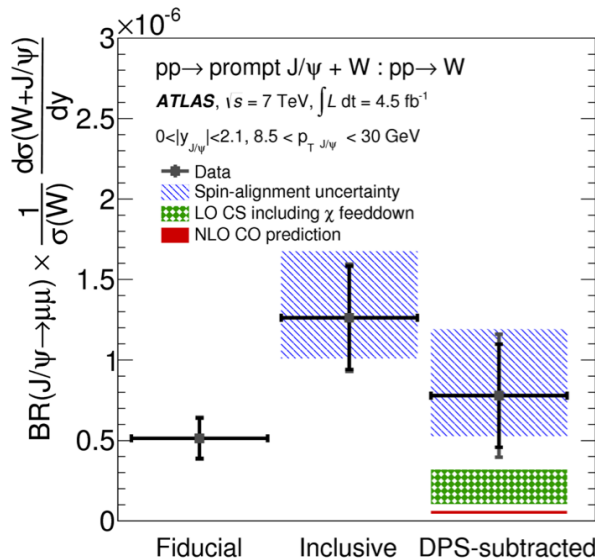 3×10⁻⁶
pp→ prompt J/ψ + W : pp→ W
ATLAS, √s = 7 TeV, ∫L dt = 4.5 fb⁻¹
0<|y_J/ψ|<2.1, 8.5 < p_T J/ψ < 30 GeV
Data
Spin-alignment uncertainty
LO CS including χ feeddown
NLO CO prediction
BR(J/ψ→μμ) × 1/σ(W) dσ(W+J/ψ)/dy
2.5
2
1.5
1
0.5
0
Fiducial Inclusive DPS-subtracted